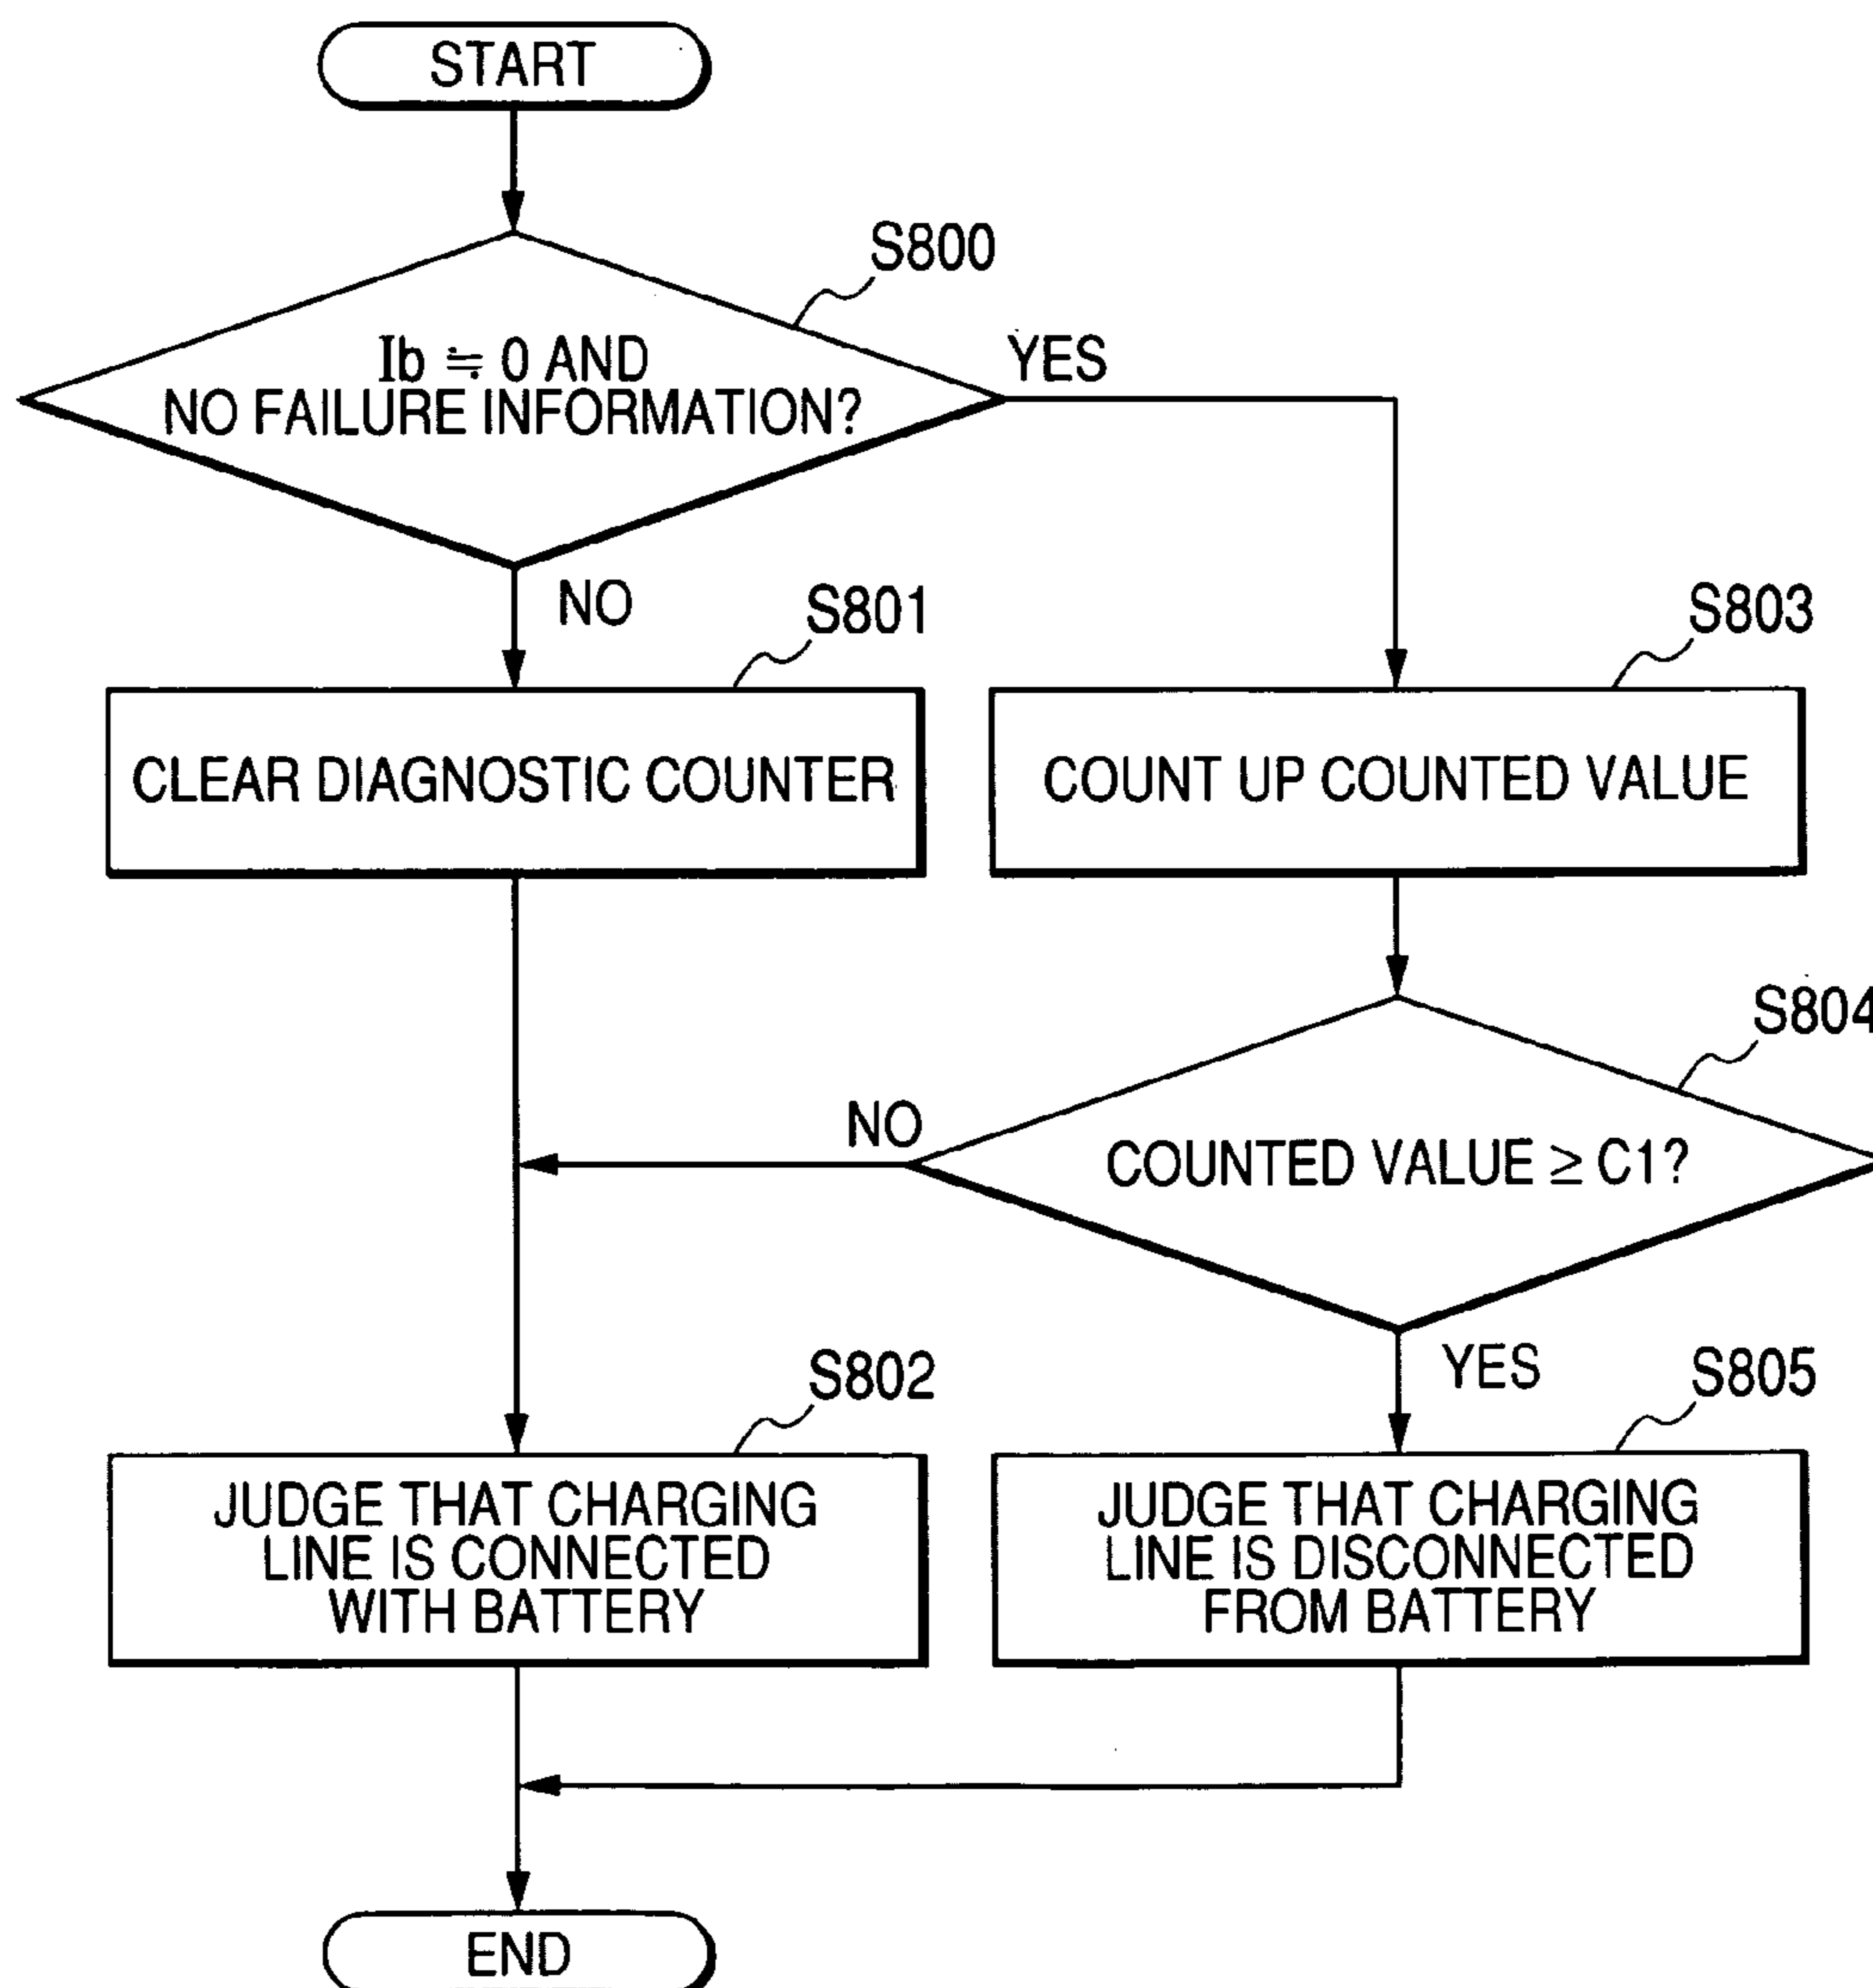 START
S800
Ib ≒ 0 AND
NO FAILURE INFORMATION?
YES
NO
S801
S803
CLEAR DIAGNOSTIC COUNTER
COUNT UP COUNTED VALUE
S804
NO
COUNTED VALUE ≥ C1?
YES
S802
S805
JUDGE THAT CHARGING
LINE IS CONNECTED
WITH BATTERY
JUDGE THAT CHARGING
LINE IS DISCONNECTED
FROM BATTERY
END